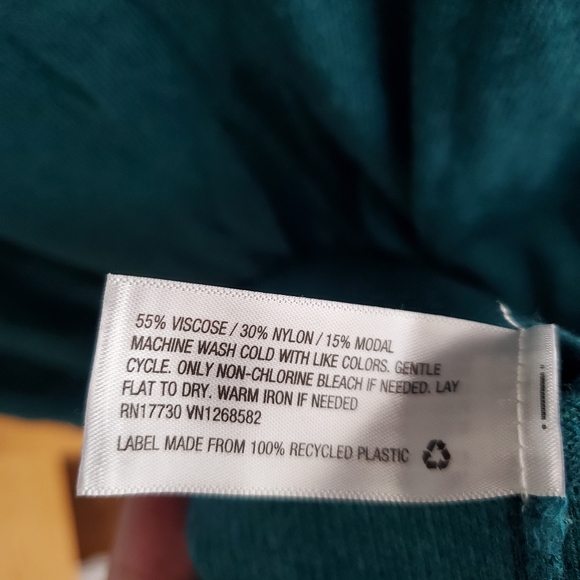 55% VISCOSE / 30% NYLON / 15% MODAL
MACHINE WASH COLD WITH LIKE COLORS. GENTLE
CYCLE. ONLY NON-CHLORINE BLEACH IF NEEDED. LAY
FLAT TO DRY. WARM IRON IF NEEDED
RN17730 VN1268582
LABEL MADE FROM 100% RECYCLED PLASTIC